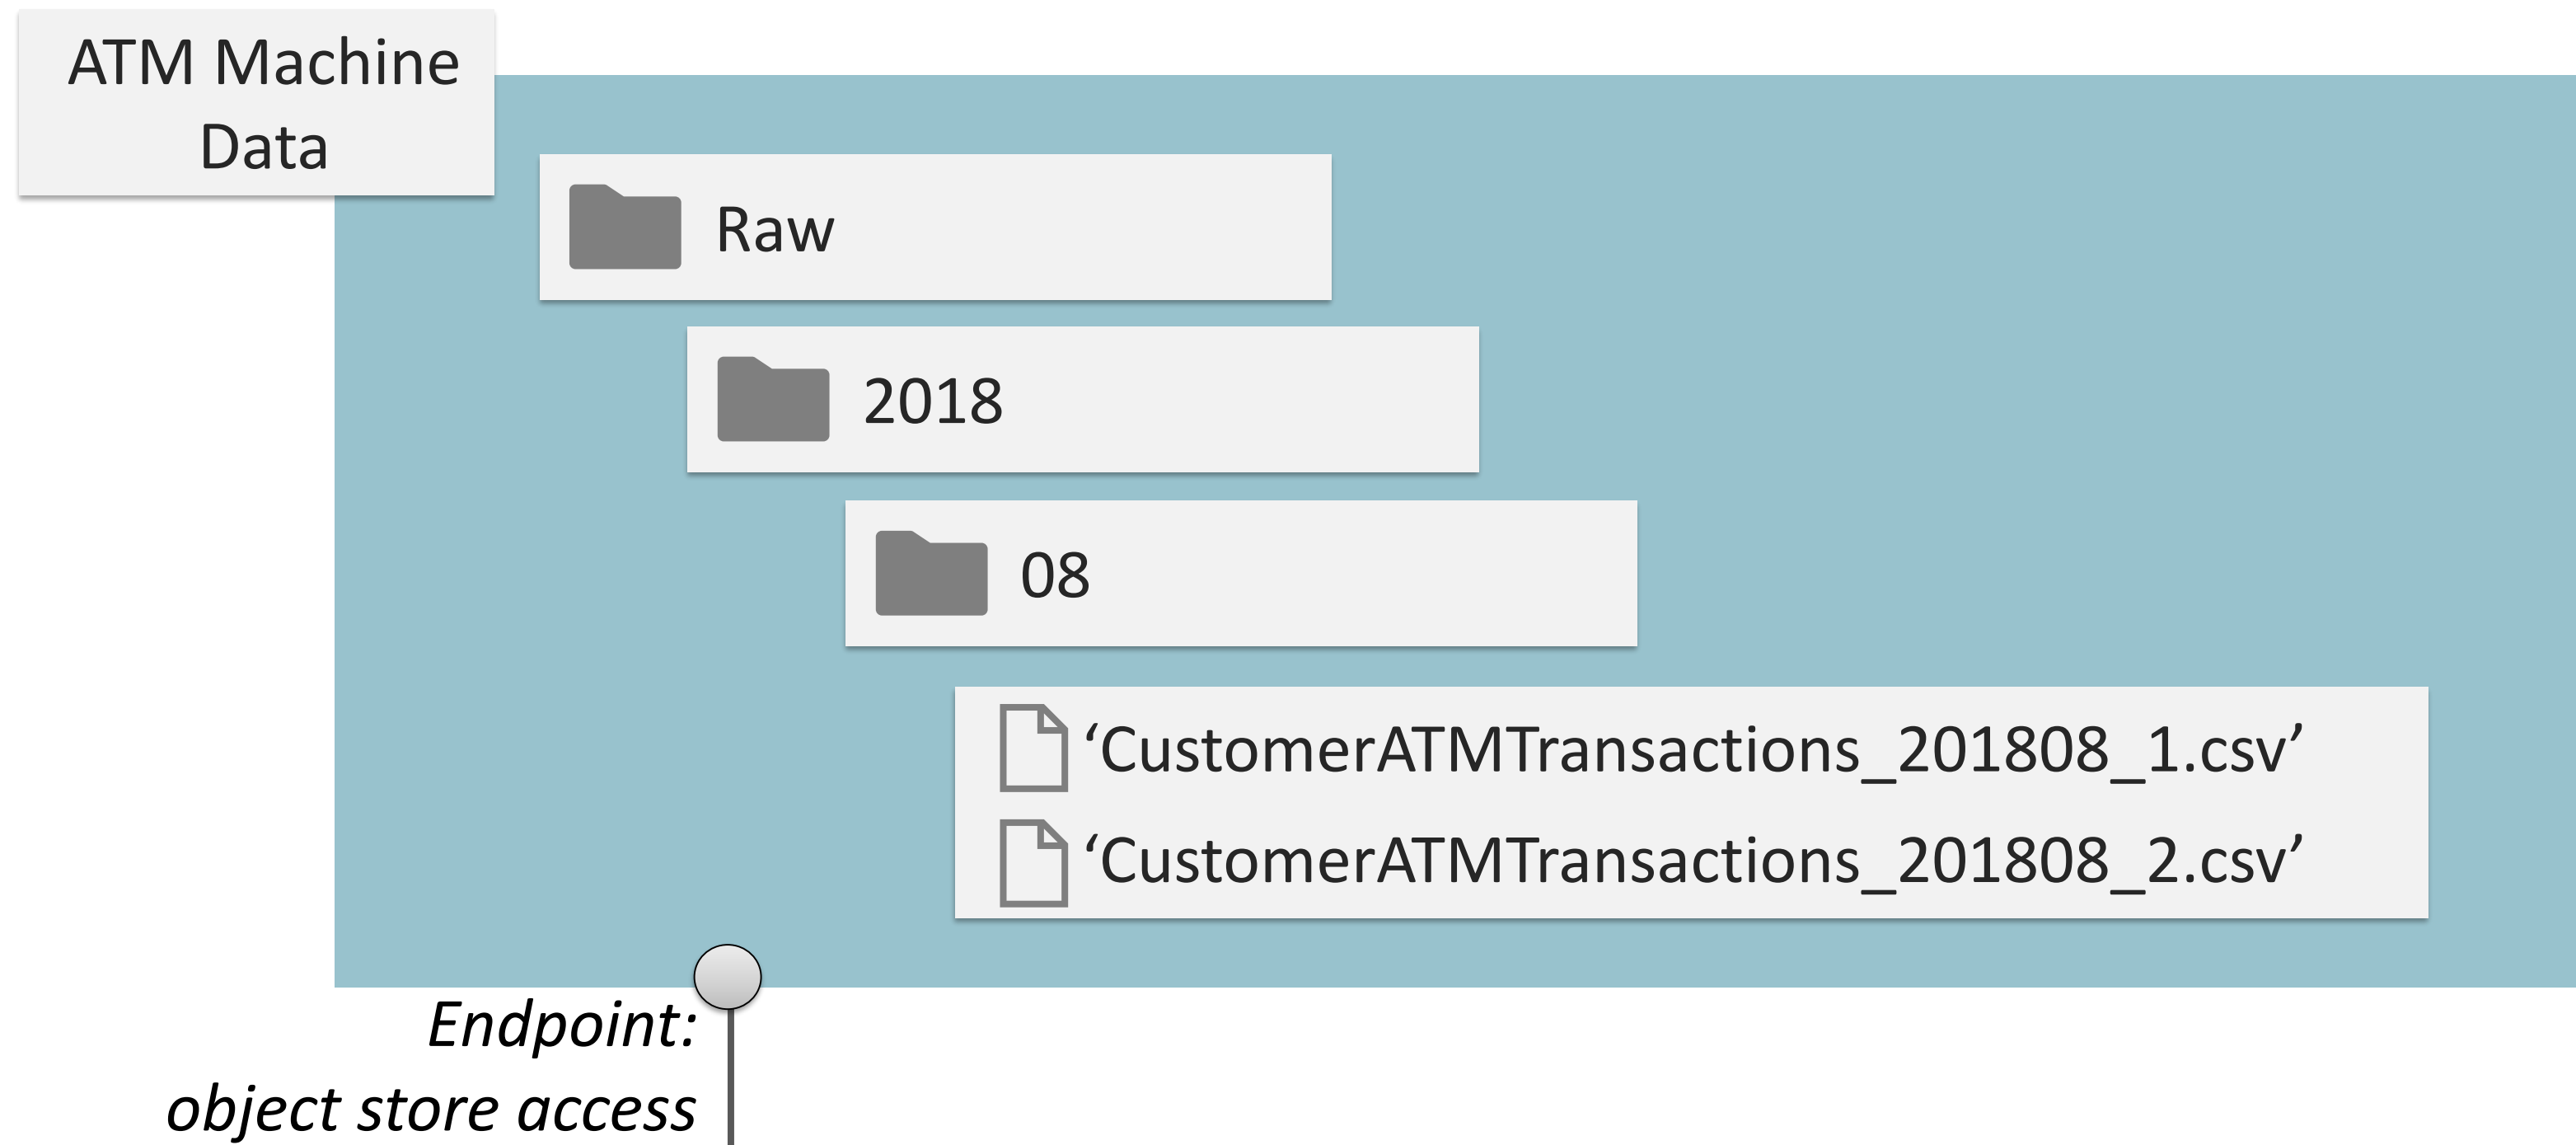 ATM Machine
Data
Raw
2018
08
‘CustomerATMTransactions_201808_1.csv’
‘CustomerATMTransactions_201808_2.csv’
Endpoint:
object store access